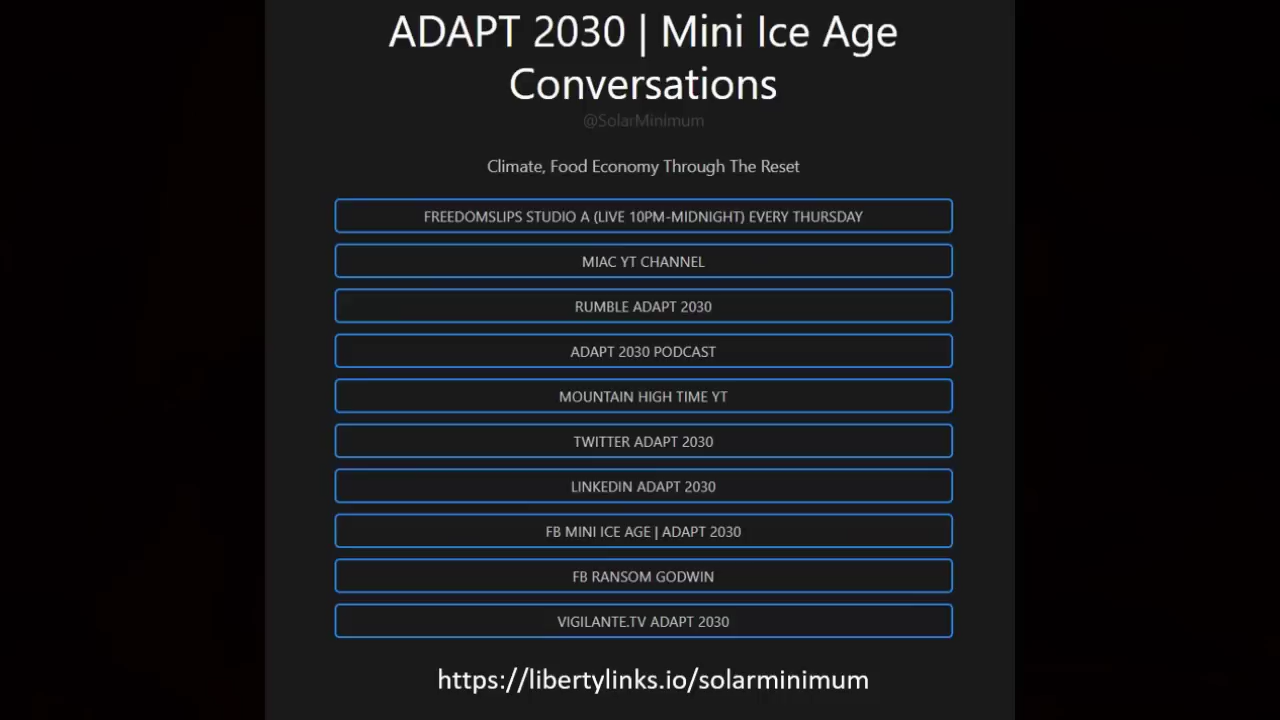 ADAPT 2030 | Mini Ice Age
Conversations
@SolarMinimum
Climate, Food Economy Through The Reset
FREEDOMSLIPS STUDIO A (LIVE 10PM-MIDNIGHT) EVERY THURSDAY
MIAC YT CHANNEL
RUMBLE ADAPT 2030
ADAPT 2030 PODCAST
MOUNTAIN HIGH TIME YT
TWITTER ADAPT 2030
LINKEDIN ADAPT 2030
FB MINI ICE AGE | ADAPT 2030
FB RANSOM GODWIN
VIGILANTE.TV ADAPT 2030
https://libertylinks.io/solarminimum